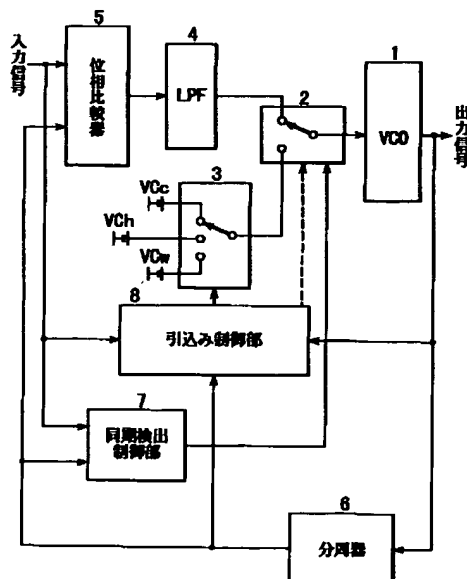 5
入力信号
位相比較器
4
LPF
2
1
VCO
出力信号
3
VCc
VCh
VCw
8
引込み制御部
7
同期検出
制御部
6
分周器